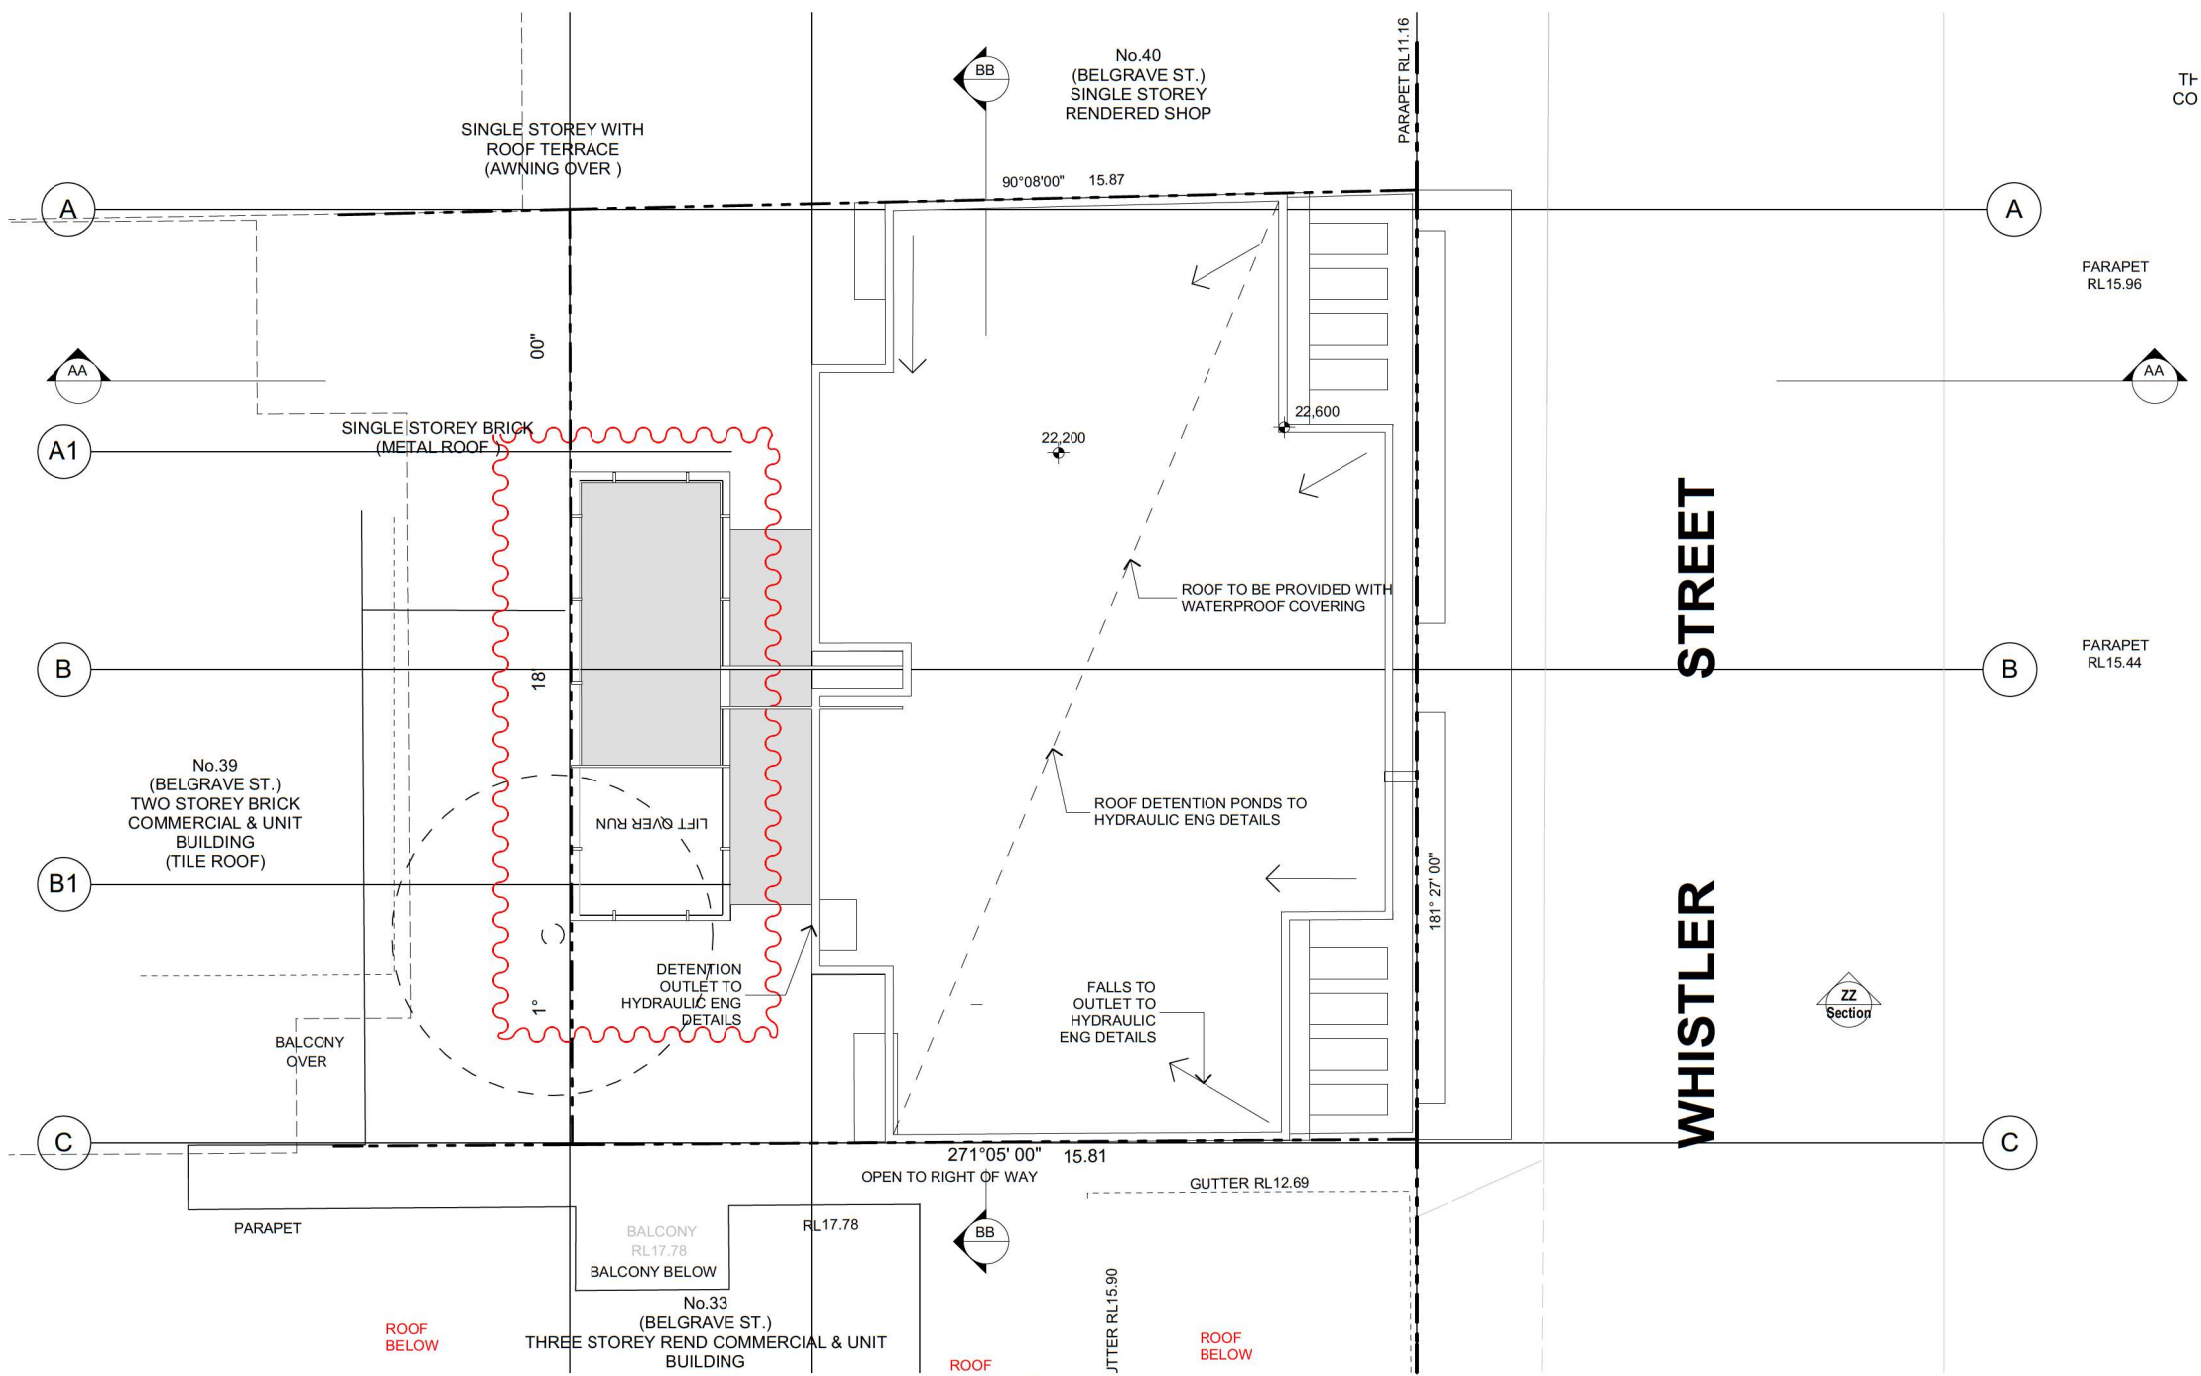 No.40
(BELGRAVE ST.)
SINGLE STOREY
RENDERED SHOP
BB
PARAPET RL11.16
SINGLE STOREY WITH
ROOF TERRACE
(AWNING OVER )
90°08'00" 15.87
A
A
PARAPET
RL15.96
00"
AA
AA
22,600
22,200
SINGLE STOREY BRICK
(METAL ROOF )
A1
ROOF TO BE PROVIDED WITH
WATERPROOF COVERING
STREET
B
B
18'
PARAPET
RL15.44
No.39
(BELGRAVE ST.)
TWO STOREY BRICK
COMMERCIAL & UNIT
BUILDING
(TILE ROOF)
LIFT OVER RUN
ROOF DETENTION PONDS TO
HYDRAULIC ENG DETAILS
B1
181° 27' 00"
WHISTLER
DETENTION
OUTLET TO
HYDRAULIC ENG
DETAILS
1°
FALLS TO
OUTLET TO
HYDRAULIC
ENG DETAILS
ZZ
Section
BALCONY
OVER
C
C
271°05' 00" 15.81
OPEN TO RIGHT OF WAY
GUTTER RL12.69
PARAPET
RL17.78
BALCONY
RL17.78
BALCONY BELOW
BB
No.33
(BELGRAVE ST.)
THREE STOREY REND COMMERCIAL & UNIT
BUILDING
ROOF
BELOW
ROOF
UTTER RL15.90
ROOF
BELOW